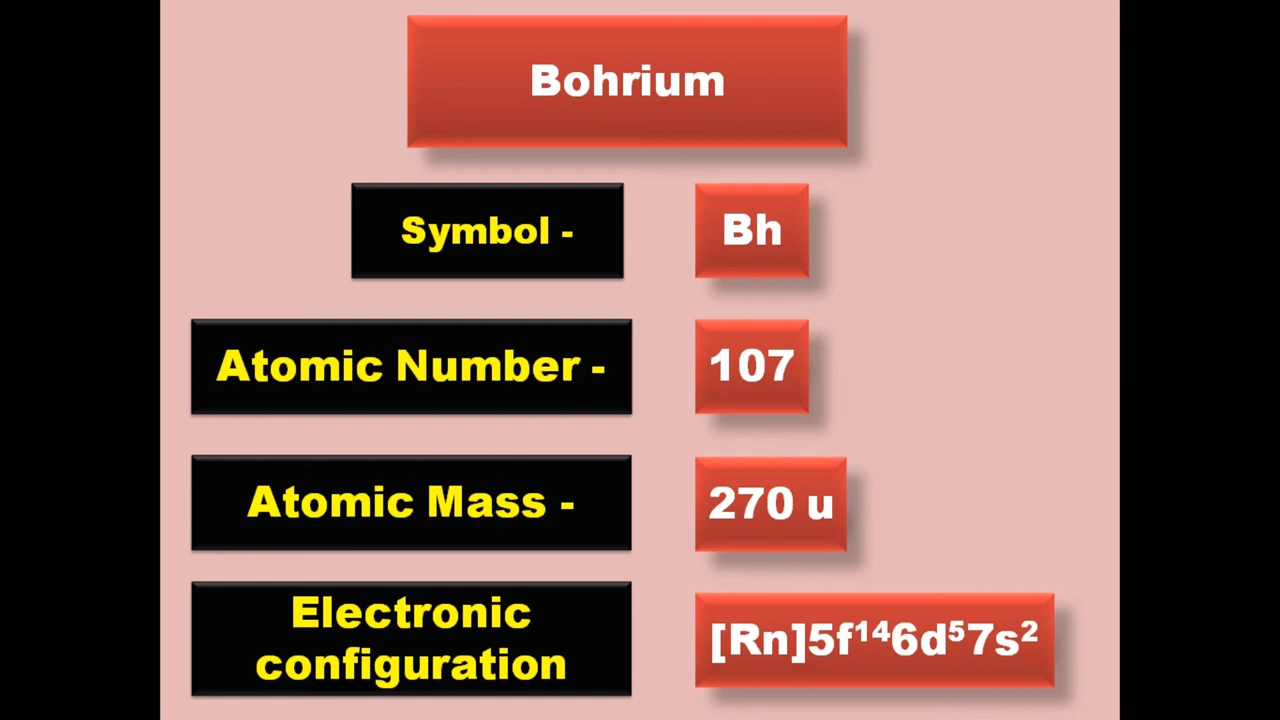 Bohrium
Symbol - Bh
Atomic Number - 107
Atomic Mass - 270 u
Electronic
configuration [Rn]5f¹⁴6d⁵7s²